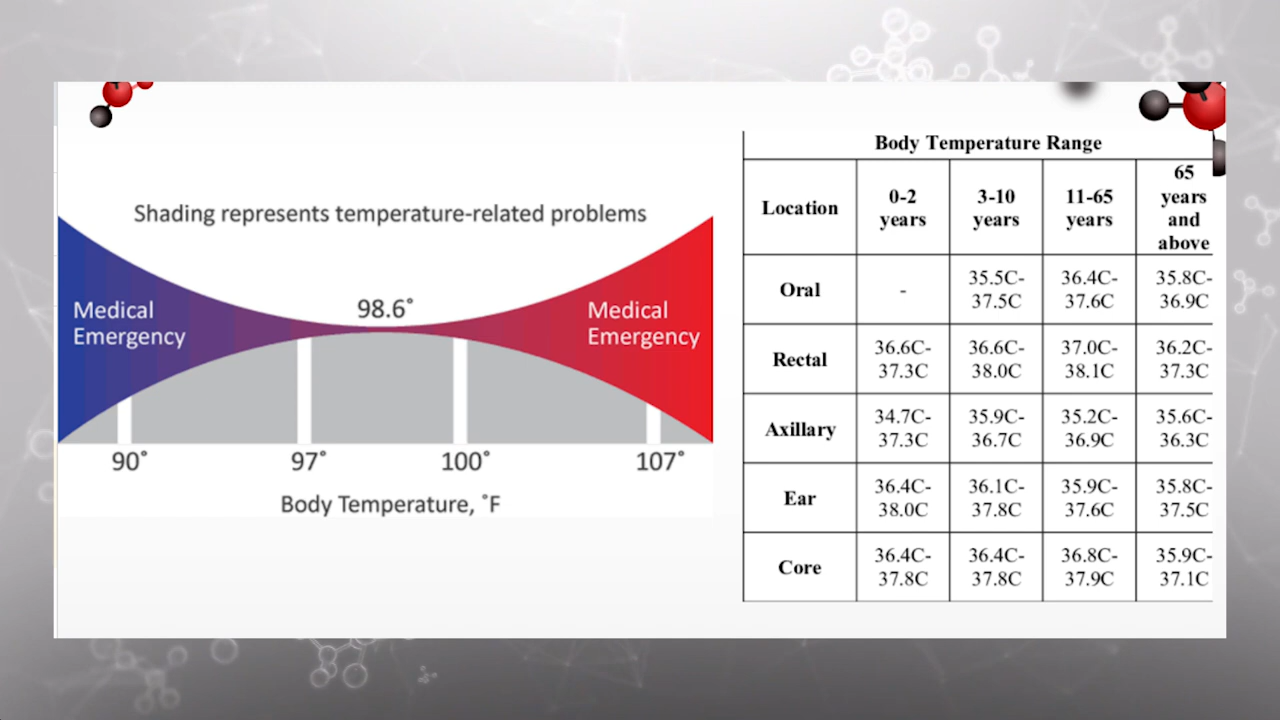 Shading represents temperature-related problems
Medical
Emergency
98.6°
Medical
Emergency
90°
97°
100°
107°
Body Temperature, °F
Body Temperature Range
Location
0-2
years
3-10
years
11-65
years
65
years
and
above
Oral
-
35.5C-
37.5C
36.4C-
37.6C
35.8C-
36.9C
Rectal
36.6C-
37.3C
36.6C-
38.0C
37.0C-
38.1C
36.2C-
37.3C
Axillary
34.7C-
37.3C
35.9C-
36.7C
35.2C-
36.9C
35.6C-
36.3C
Ear
36.4C-
38.0C
36.1C-
37.8C
35.9C-
37.6C
35.8C-
37.5C
Core
36.4C-
37.8C
36.4C-
37.8C
36.8C-
37.9C
35.9C-
37.1C